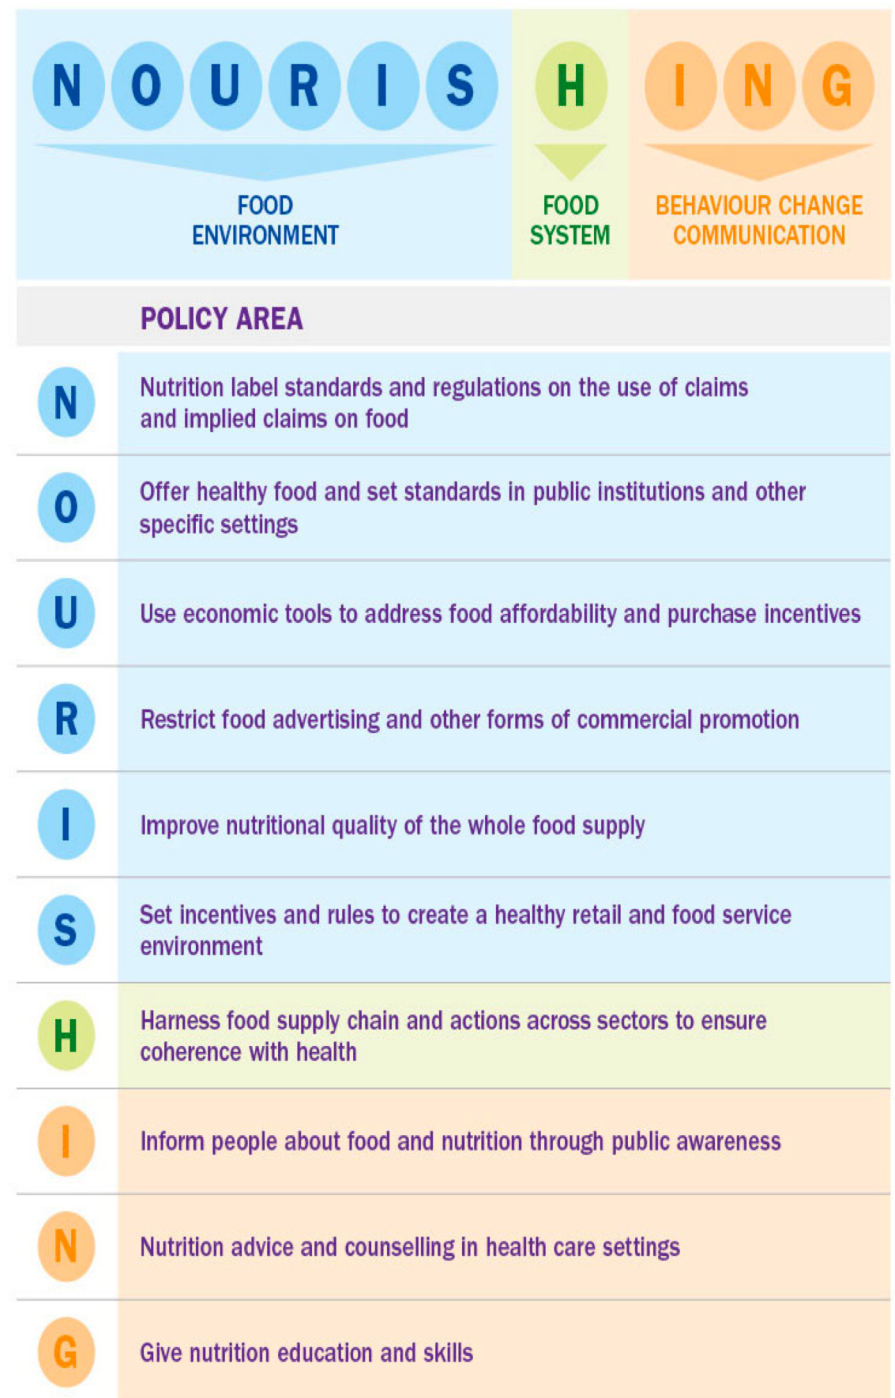 N O U R I S H I N G
FOOD
ENVIRONMENT
FOOD
SYSTEM
BEHAVIOUR CHANGE
COMMUNICATION
POLICY AREA
N
Nutrition label standards and regulations on the use of claims
and implied claims on food
O
Offer healthy food and set standards in public institutions and other
specific settings
U
Use economic tools to address food affordability and purchase incentives
R
Restrict food advertising and other forms of commercial promotion
I
Improve nutritional quality of the whole food supply
S
Set incentives and rules to create a healthy retail and food service
environment
H
Harness food supply chain and actions across sectors to ensure
coherence with health
I
Inform people about food and nutrition through public awareness
N
Nutrition advice and counselling in health care settings
G
Give nutrition education and skills